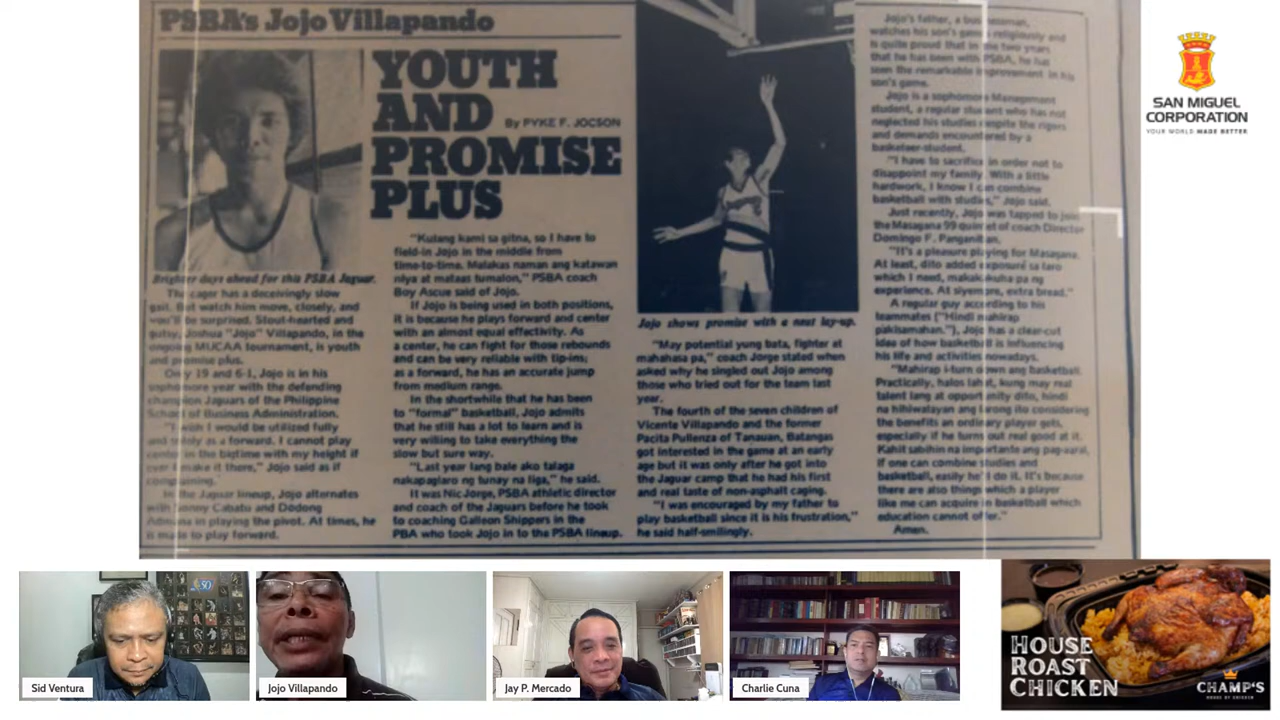 PSBA's Jojo Villapando
YOUTH
AND
PROMISE
PLUS
By PYKE F. JOCSON
Brighter days ahead for this PSBA Jaguar.
The cager has a deceivingly slow
gait. But watch him move, closely, and
you'll be surprised. Stout-hearted and
gutsy, Joshua "Jojo" Villapando, in the
ongoing MUCAA tournament, is youth
and promise plus.
Only 19 and 6-1, Jojo is in his
sophomore year with the defending
champion Jaguars of the Philippine
School of Business Administration.
"I wish I would be utilized fully
and solely as a forward. I cannot play
center in the bigtime with my height if
ever I make it there," Jojo said as if
complaining.
In the Jaguar lineup, Jojo alternates
with Jonny Cabatu and Dodong
in playing the pivot. At times, he
is made to play forward.
"Kulang kami sa gitna, so I have to
field-in Jojo in the middle from
time-to-time. Malakas naman ang katawan
niya at mataas tumalon," PSBA coach
Boy Ascue said of Jojo.
If Jojo is being used in both positions,
it is because he plays forward and center
with an almost equal effectivity. As
a center, he can fight for those rebounds
and can be very reliable with tip-ins;
as a forward, he has an accurate jump
from medium range.
In the shortwhile that he has been
to "formal" basketball, Jojo admits
that he still has a lot to learn and is
very willing to take everything the
slow but sure way.
"Last year lang bale ako talaga
nakapaglaro ng tunay na liga," he said.
It was Nic Jorge, PSBA athletic director
and coach of the Jaguars before he took
to coaching Galleon Shippers in the
PBA who took Jojo in to the PSBA lineup.
Jojo shows promise with a neat lay-up.
"May potential yung bata, fighter at
mahahasa pa," coach Jorge stated when
asked why he singled out Jojo among
those who tried out for the team last
year.
The fourth of the seven children of
Vicente Villapando and the former
Pacita Pullenza of Tanauan, Batangas
got interested in the game at an early
age but it was only after he got into
the Jaguar camp that he had his first
and real taste of non-asphalt caging.
"I was encouraged by my father to
play basketball since it is his frustration,"
he said half-smilingly.
Jojo's father, a businessman,
watches his son's games religiously and
is quite proud that in the two years
that he has been with PSBA, he has
seen the remarkable improvement in his
son's game.
Jojo is a sophomore Management
student, a regular student who has not
neglected his studies despite the rigors
and demands encountered by a
basketeer-student.
"I have to sacrifice in order not to
disappoint my family. With a little
hardwork, I know I can combine
basketball with studies," Jojo said.
Just recently, Jojo was tapped to join
the Masagana 99 quintet of coach Director
Domingo F. Panganiban.
"It's a pleasure playing for Masagana.
At least, dito added exposure sa laro
which I need, makakakuha pa ng
experience. At siyempre, extra bread."
A regular guy according to his
teammates ("Hindi mahirap
pakisamahan."), Jojo has a clear-cut
idea of how basketball is influencing
his life and activities nowadays.
"Mahirap i-turn down ang basketball.
Practically, halos lahat, kung may real
talent lang at opportunity dito, hindi
na hihiwalayan ang larong ito considering
the benefits an ordinary player gets,
especially if he turns out real good at it.
Kahit sabihin na importante ang pag-aaral,
if one can combine studies and
basketball, easily he'll do it. It's because
there are also things which a player
like me can acquire in basketball which
education cannot offer."
Amen.
SAN MIGUEL
CORPORATION
YOUR WORLD MADE BETTER
Sid Ventura
Jojo Villapando
Jay P. Mercado
Charlie Cuna
HOUSE
ROAST
CHICKEN
CHAMP'S